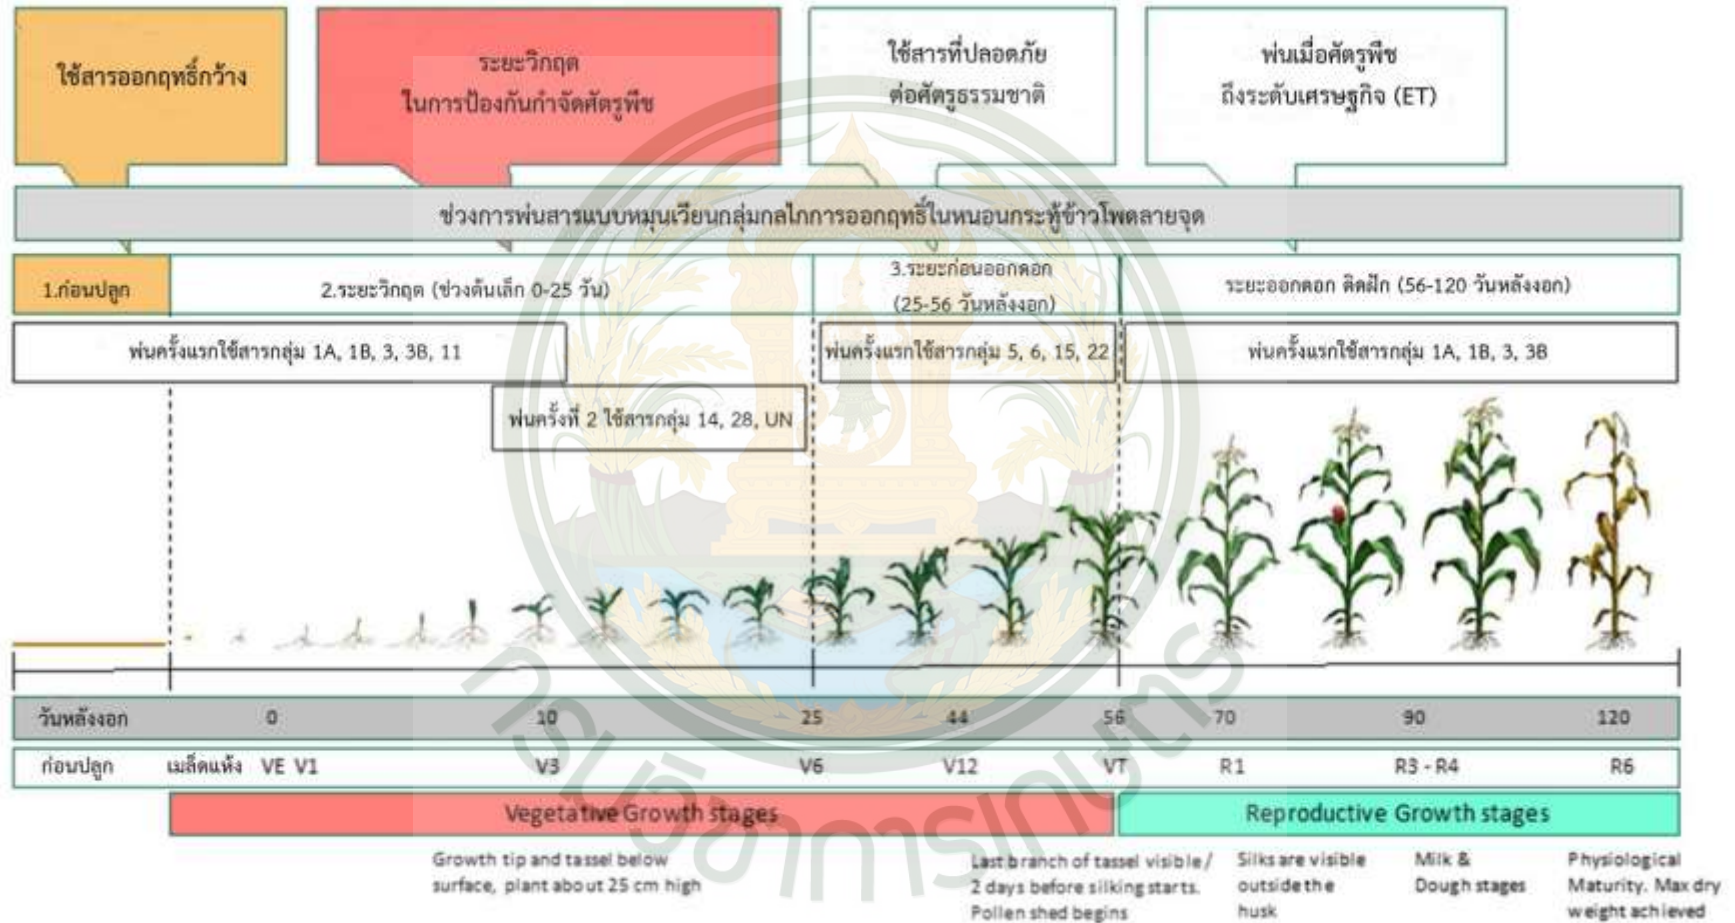 ใช้สารออกฤทธิ์กว้าง
ระยะวิกฤต
ในการป้องกันกำจัดศัตรูพืช
ใช้สารที่ปลอดภัย
ต่อศัตรูธรรมชาติ
พ่นเมื่อศัตรูพืช
ถึงระดับเศรษฐกิจ (ET)
ช่วงการพ่นสารแบบหมุนเวียนกลุ่มกลไกการออกฤทธิ์ในหนอนกระทู้ข้าวโพดลายจุด
1.ก่อนปลูก
2.ระยะวิกฤต (ช่วงต้นเล็ก 0-25 วัน)
3.ระยะก่อนออกดอก
(25-56 วันหลังงอก)
ระยะออกดอก ติดฝัก (56-120 วันหลังงอก)
พ่นครั้งแรกใช้สารกลุ่ม 1A, 1B, 3, 3B, 11
พ่นครั้งแรกใช้สารกลุ่ม 5, 6, 15, 22
พ่นครั้งแรกใช้สารกลุ่ม 1A, 1B, 3, 3B
พ่นครั้งที่ 2 ใช้สารกลุ่ม 14, 28, UN
วันหลังงอก 0 10 25 44 56 70 90 120
ก่อนปลูก เมล็ดแห้ง VE V1 V3 V6 V12 VT R1 R3 - R4 R6
Vegetative Growth stages
Reproductive Growth stages
Growth tip and tassel below
surface, plant about 25 cm high
Last branch of tassel visible /
2 days before silking starts.
Pollen shed begins
Silks are visible
outside the
husk
Milk &
Dough stages
Physiological
Maturity. Max dry
weight achieved
กรมวิชาการเกษตร